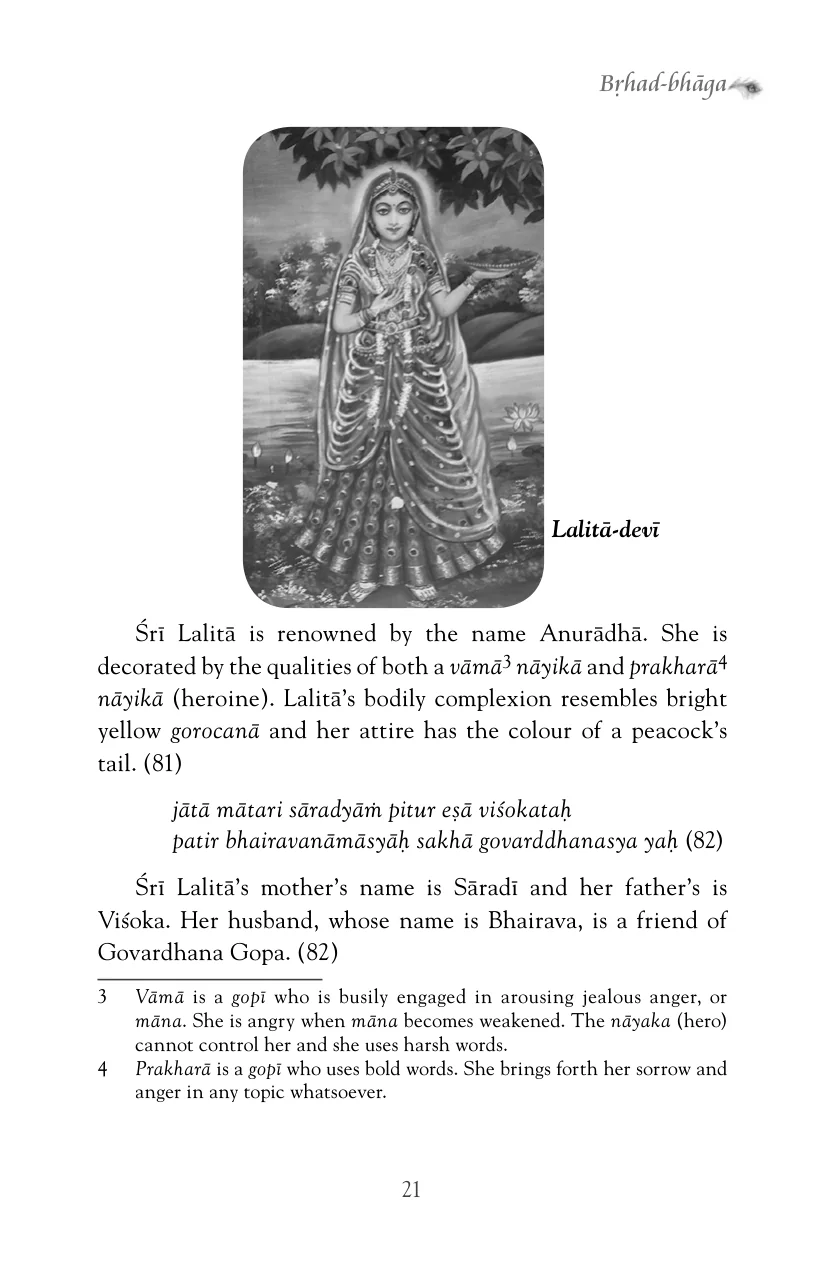 Bṛhad-bhāga
Lalitā-devī
Śrī Lalitā is renowned by the name Anurādhā. She is
decorated by the qualities of both a vāmā3 nāyikā and prakharā4
nāyikā (heroine). Lalitā’s bodily complexion resembles bright
yellow gorocanā and her attire has the colour of a peacock’s
tail. (81)
jātā mātari sāradyāṁ pitur eṣā viśokataḥ
patir bhairavanāmāsyāḥ sakhā govarddhanasya yaḥ (82)
Śrī Lalitā’s mother’s name is Sāradī and her father’s is
Viśoka. Her husband, whose name is Bhairava, is a friend of
Govardhana Gopa. (82)
3 Vāmā is a gopī who is busily engaged in arousing jealous anger, or
māna. She is angry when māna becomes weakened. The nāyaka (hero)
cannot control her and she uses harsh words.
4 Prakharā is a gopī who uses bold words. She brings forth her sorrow and
anger in any topic whatsoever.
21